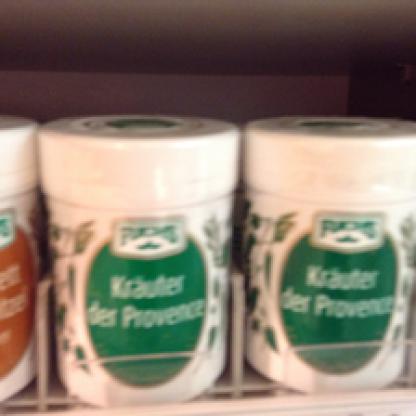 FUCHS
Kräuter
der Provence
FUCHS
Kräuter
der Provence